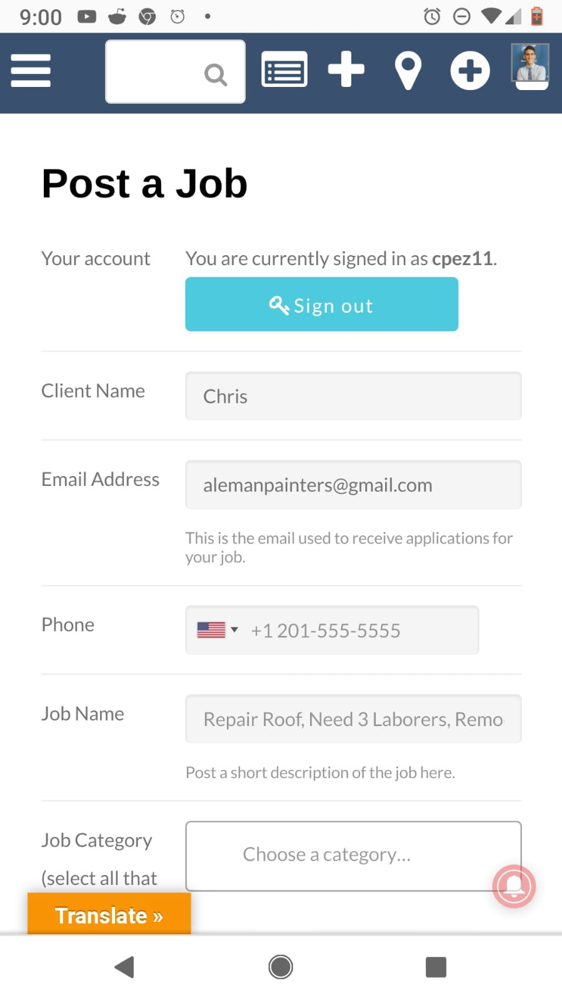 9:00
Post a Job
Your account
You are currently signed in as cpez11.
Sign out
Client Name
Chris
Email Address
alemanpainters@gmail.com
This is the email used to receive applications for
your job.
Phone
+1 201-555-5555
Job Name
Repair Roof, Need 3 Laborers, Remo
Post a short description of the job here.
Job Category
(select all that
Choose a category...
Translate »